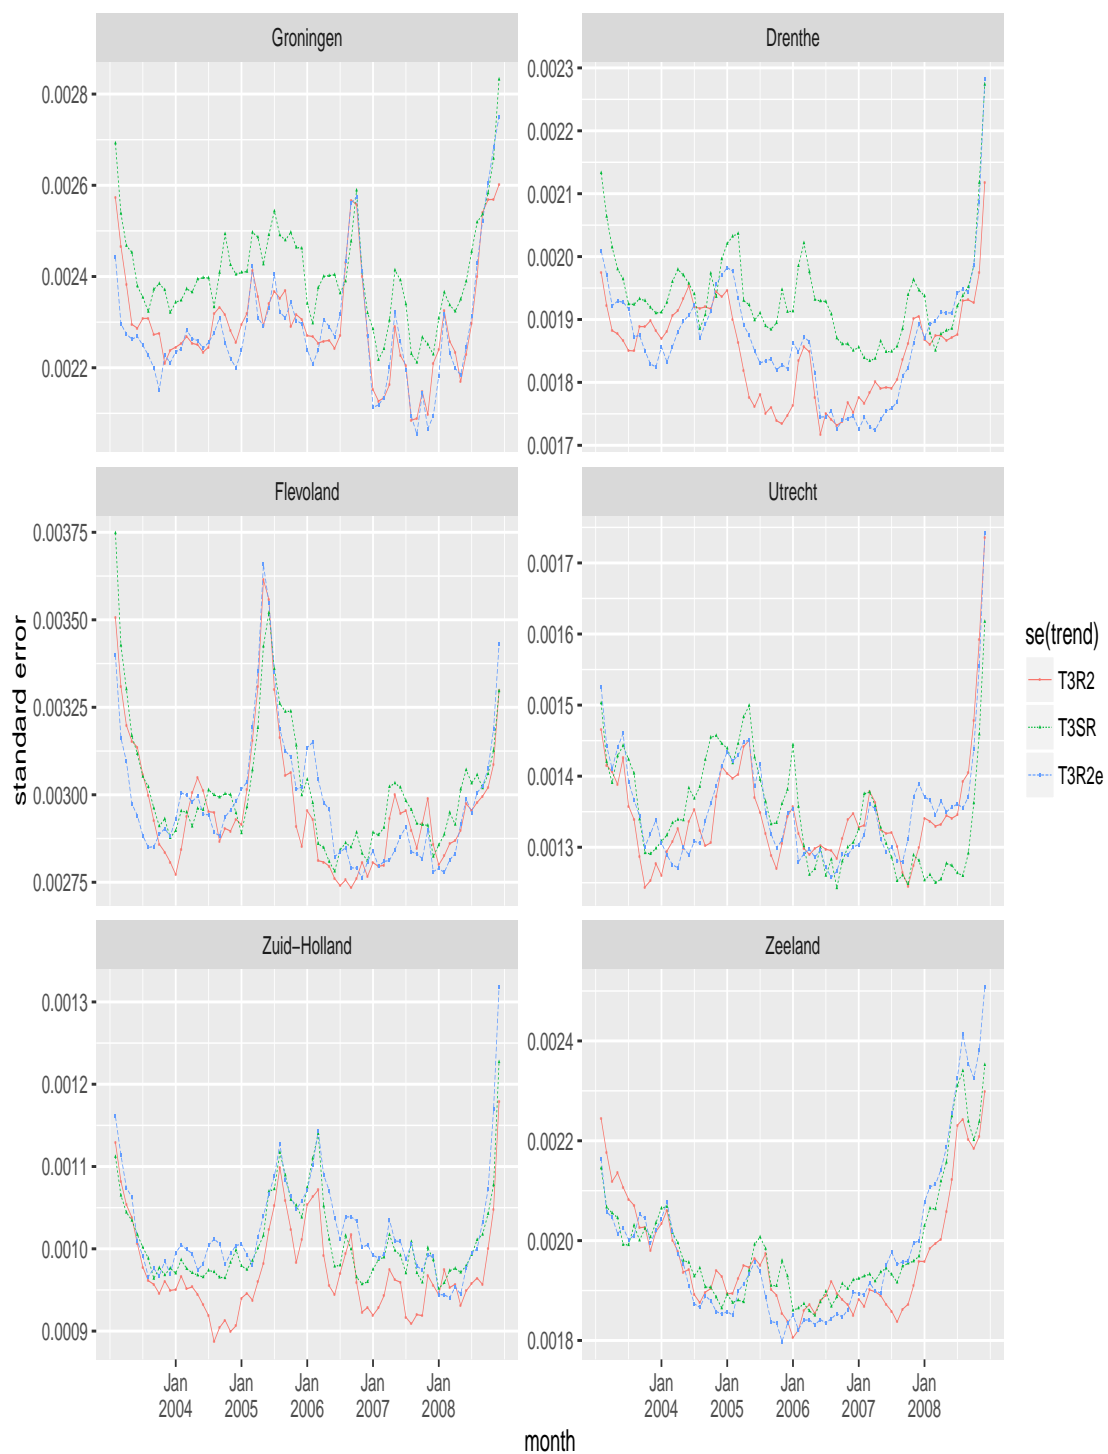 Groningen
Drenthe
0.0028
0.0026
0.0024
0.0022
0.0023
0.0022
0.0021
0.0020
0.0019
0.0018
0.0017
Flevoland
Utrecht
0.00375
0.00350
0.00325
0.00300
0.00275
0.0017
0.0016
0.0015
0.0014
0.0013
standard error
se(trend)
T3R2
T3SR
T3R2e
Zuid−Holland
Zeeland
0.0013
0.0012
0.0011
0.0010
0.0009
0.0024
0.0022
0.0020
0.0018
Jan Jan Jan Jan Jan
2004 2005 2006 2007 2008
Jan Jan Jan Jan Jan
2004 2005 2006 2007 2008
month